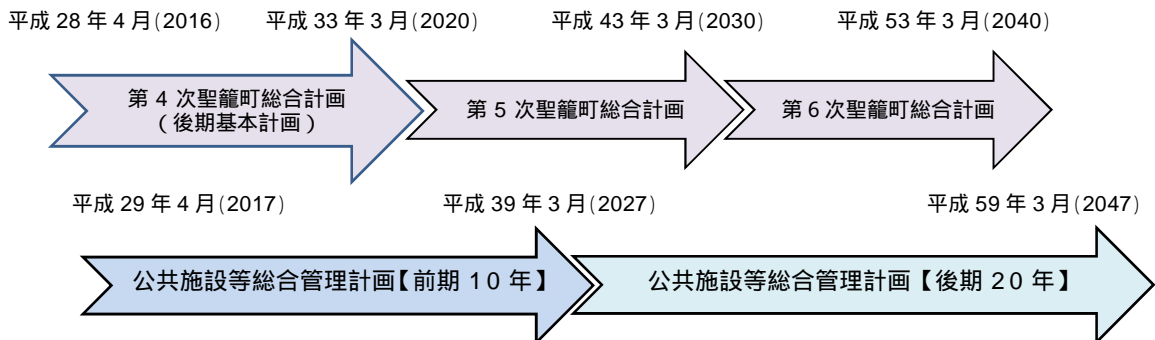 平成 28 年 4 月(2016) 平成 33 年 3 月(2020) 平成 43 年 3 月(2030) 平成 53 年 3 月(2040)
第 4 次聖籠町総合計画
(後期基本計画)
第 5 次聖籠町総合計画
第 6 次聖籠町総合計画
平成 29 年 4 月(2017) 平成 39 年 3 月(2027) 平成 59 年 3 月(2047)
公共施設等総合管理計画【前期 10 年】
公共施設等総合管理計画【後期 20 年】